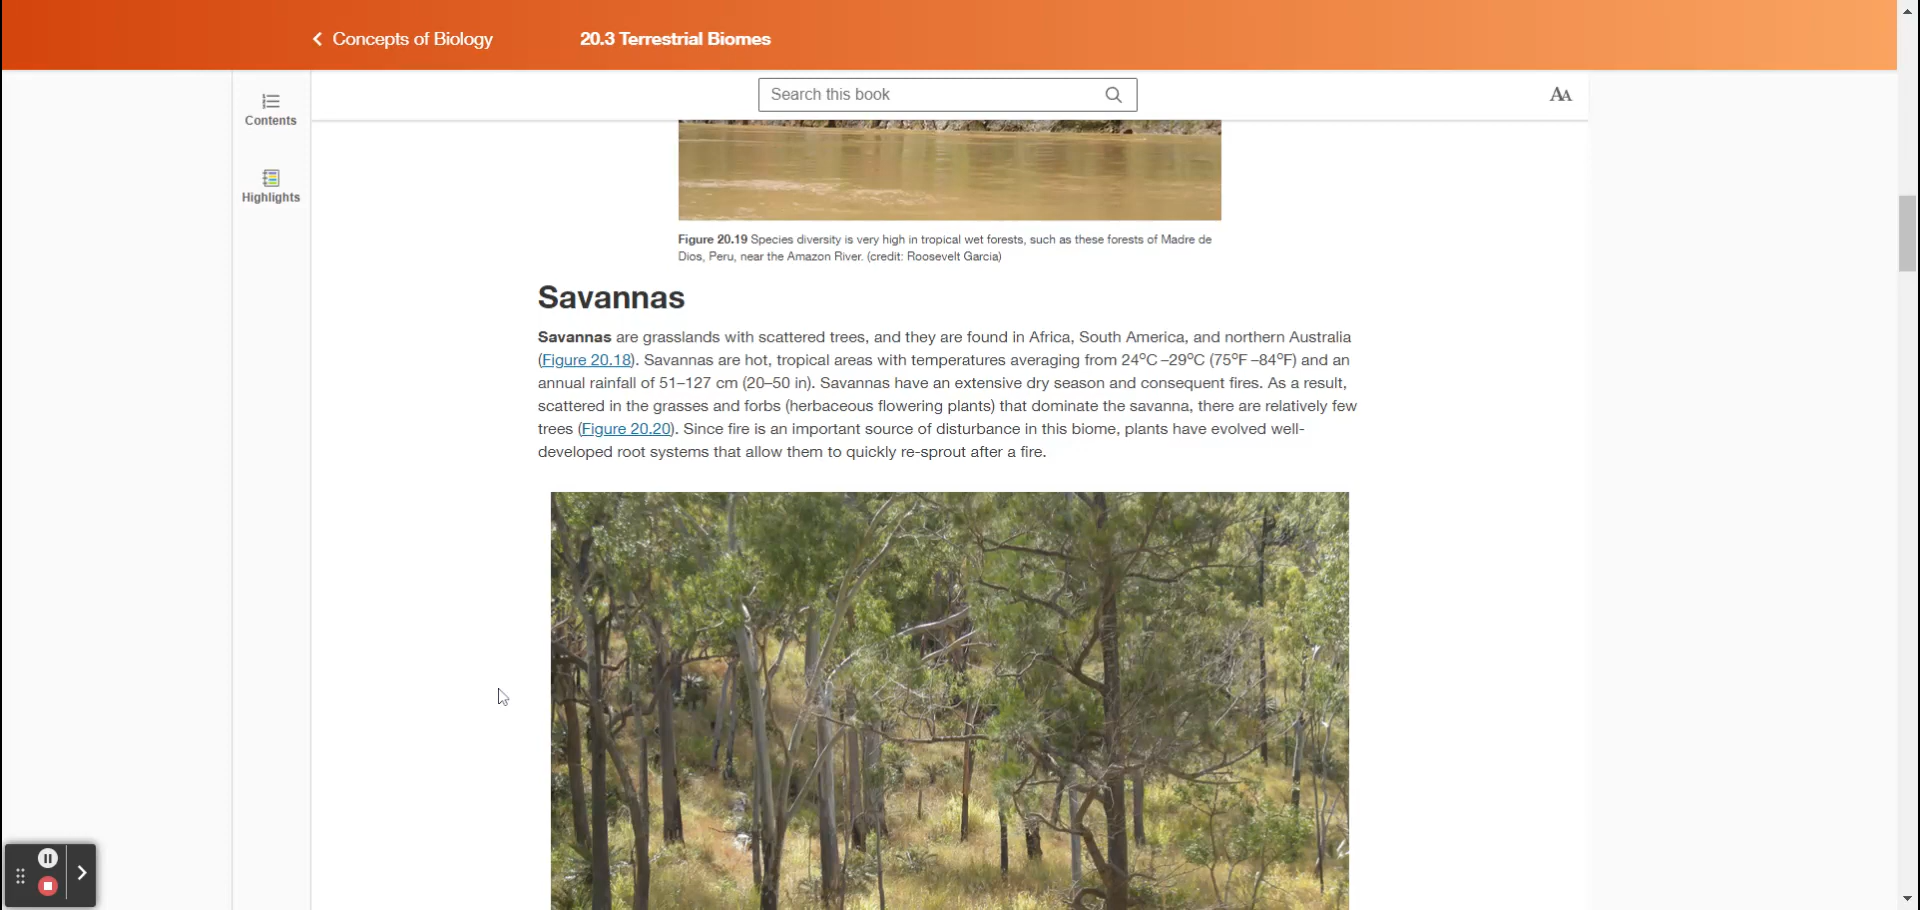 Concepts of Biology
20.3 Terrestrial Biomes
Contents
Highlights
Search this book
AA
Figure 20.19 Species diversity is very high in tropical wet forests, such as these forests of Madre de
Dios, Peru, near the Amazon River. (credit: Roosevelt Garcia)
Savannas
Savannas are grasslands with scattered trees, and they are found in Africa, South America, and northern Australia
(Figure 20.18). Savannas are hot, tropical areas with temperatures averaging from 24ºC –29ºC (75ºF –84ºF) and an
annual rainfall of 51–127 cm (20–50 in). Savannas have an extensive dry season and consequent fires. As a result,
scattered in the grasses and forbs (herbaceous flowering plants) that dominate the savanna, there are relatively few
trees (Figure 20.20). Since fire is an important source of disturbance in this biome, plants have evolved well-
developed root systems that allow them to quickly re-sprout after a fire.